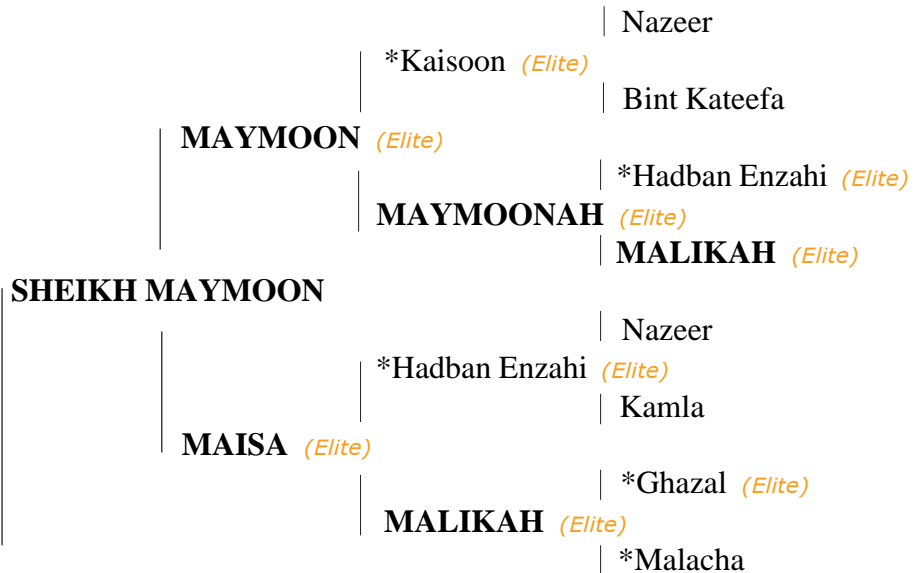 Nazeer
*Kaisoon (Elite)
Bint Kateefa
MAYMOON (Elite)
*Hadban Enzahi (Elite)
MAYMOONAH (Elite)
MALIKAH (Elite)
SHEIKH MAYMOON
Nazeer
*Hadban Enzahi (Elite)
Kamla
MAISA (Elite)
*Ghazal (Elite)
MALIKAH (Elite)
*Malacha